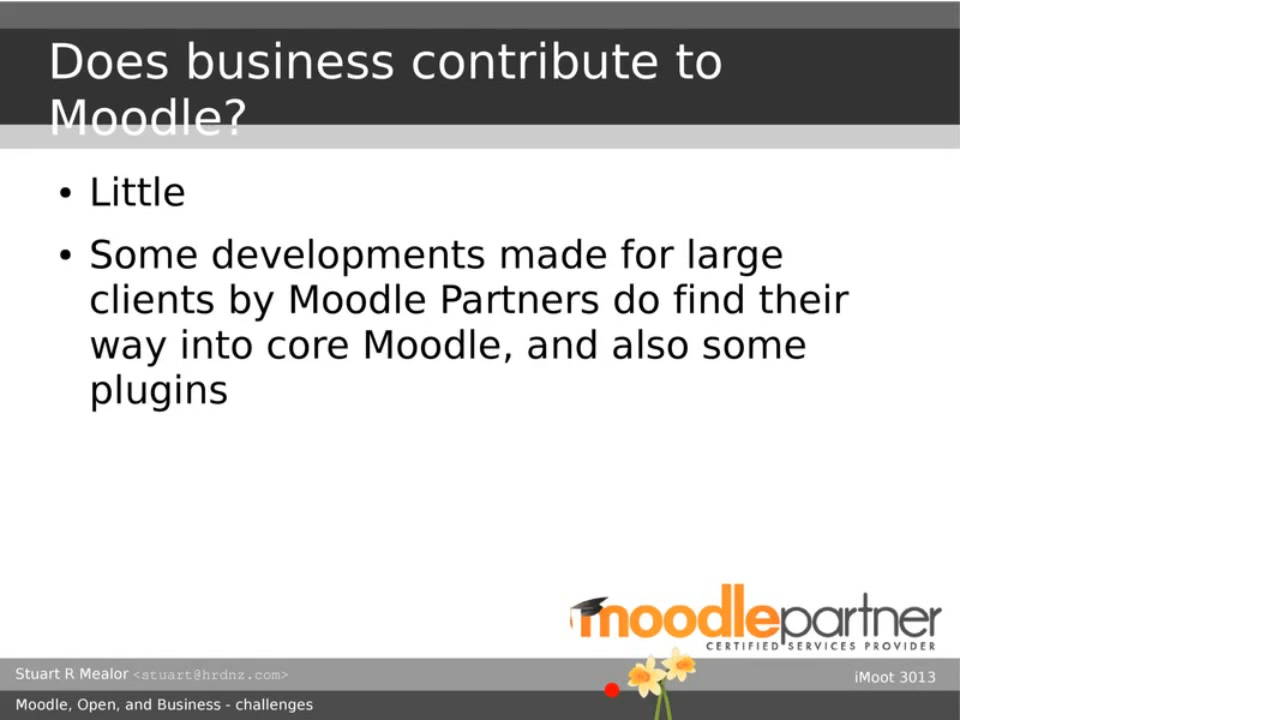 Does business contribute to
Moodle?
• Little
• Some developments made for large
clients by Moodle Partners do find their
way into core Moodle, and also some
plugins
moodlepartner
CERTIFIED SERVICES PROVIDER
Stuart R Mealor <stuart@hrdnz.com>
iMoot 3013
Moodle, Open, and Business - challenges